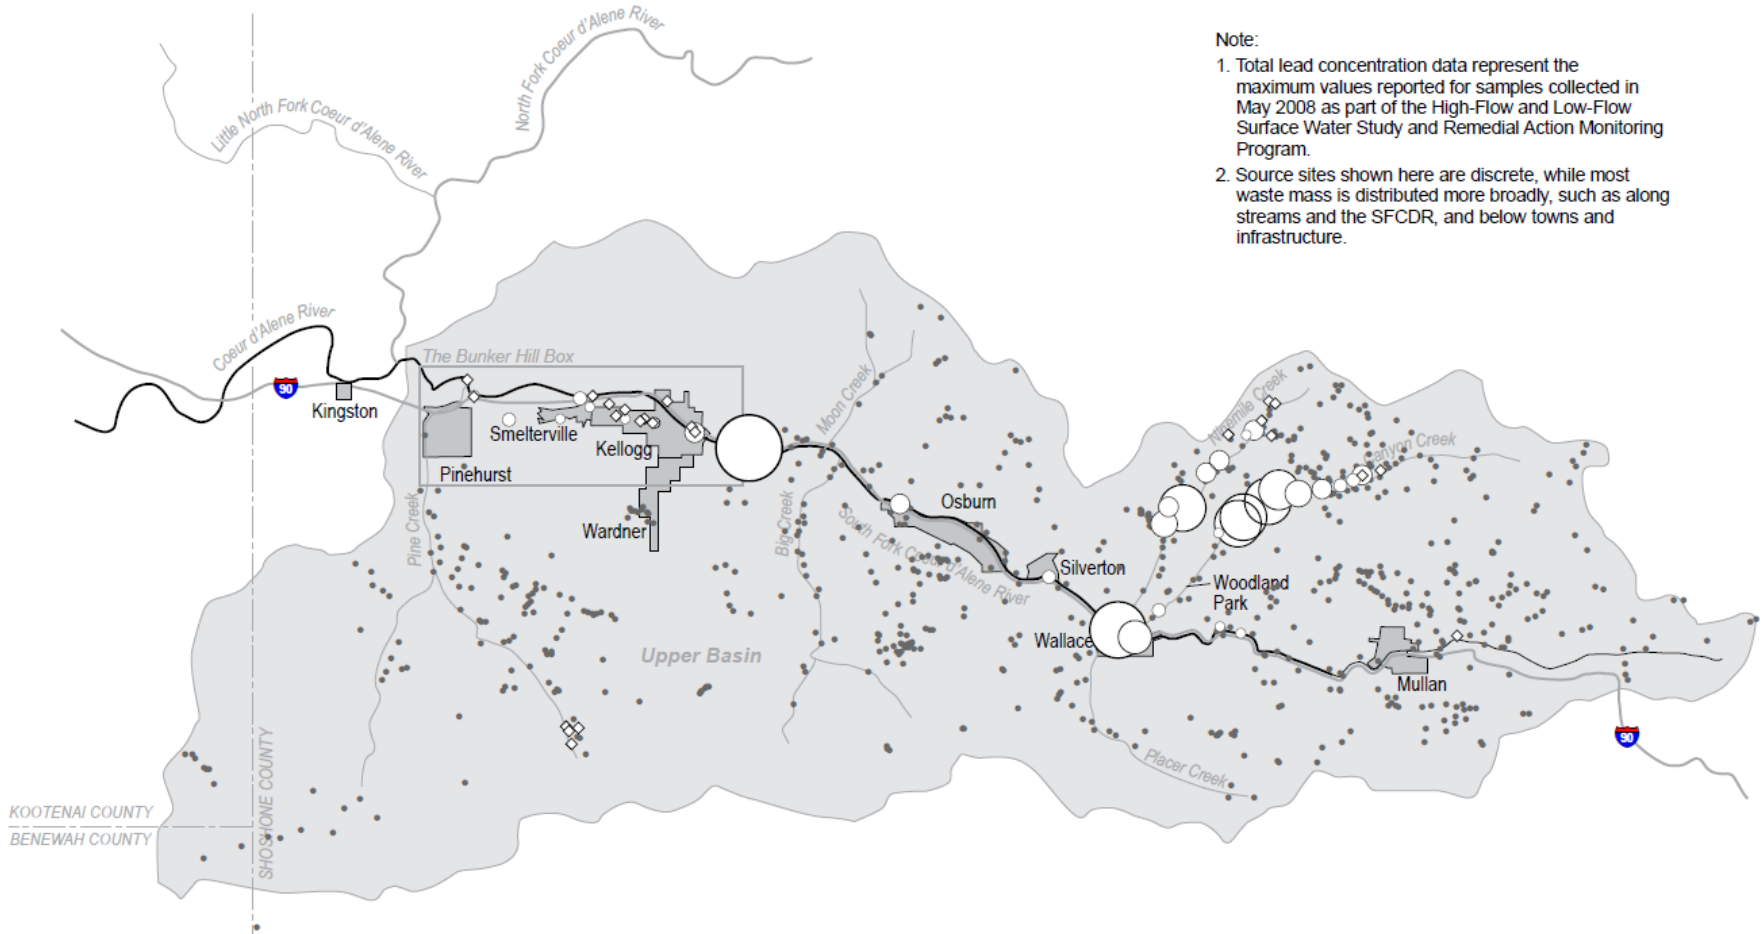 North Fork Coeur d'Alene River
Note:
1. Total lead concentration data represent the
maximum values reported for samples collected in
May 2008 as part of the High-Flow and Low-Flow
Surface Water Study and Remedial Action Monitoring
Program.
2. Source sites shown here are discrete, while most
waste mass is distributed more broadly, such as along
streams and the SFCDR, and below towns and
infrastructure.
Little North Fork Coeur d'Alene River
Coeur d'Alene River
The Bunker Hill Box
90
Kingston
Smelterville
Kellogg
Pinehurst
Wardner
Pine Creek
Moon Creek
Big Creek
Ninemile Creek
Canyon Creek
Osburn
South Fork Coeur d'Alene River
Silverton
Woodland
Park
Wallace
Upper Basin
Mullan
90
Placer Creek
KOOTENAI COUNTY
BENEWAH COUNTY
SHOSHONE COUNTY